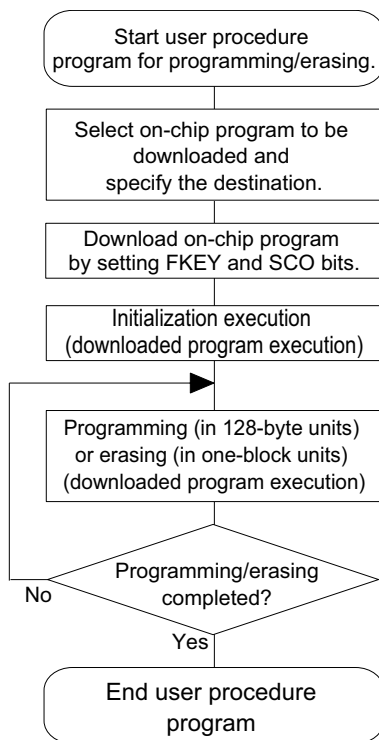 Start user procedure
program for programming/erasing.
Select on-chip program to be
downloaded and
specify the destination.
Download on-chip program
by setting FKEY and SCO bits.
Initialization execution
(downloaded program execution)
Programming (in 128-byte units)
or erasing (in one-block units)
(downloaded program execution)
Programming/erasing
completed?
No
Yes
End user procedure
program